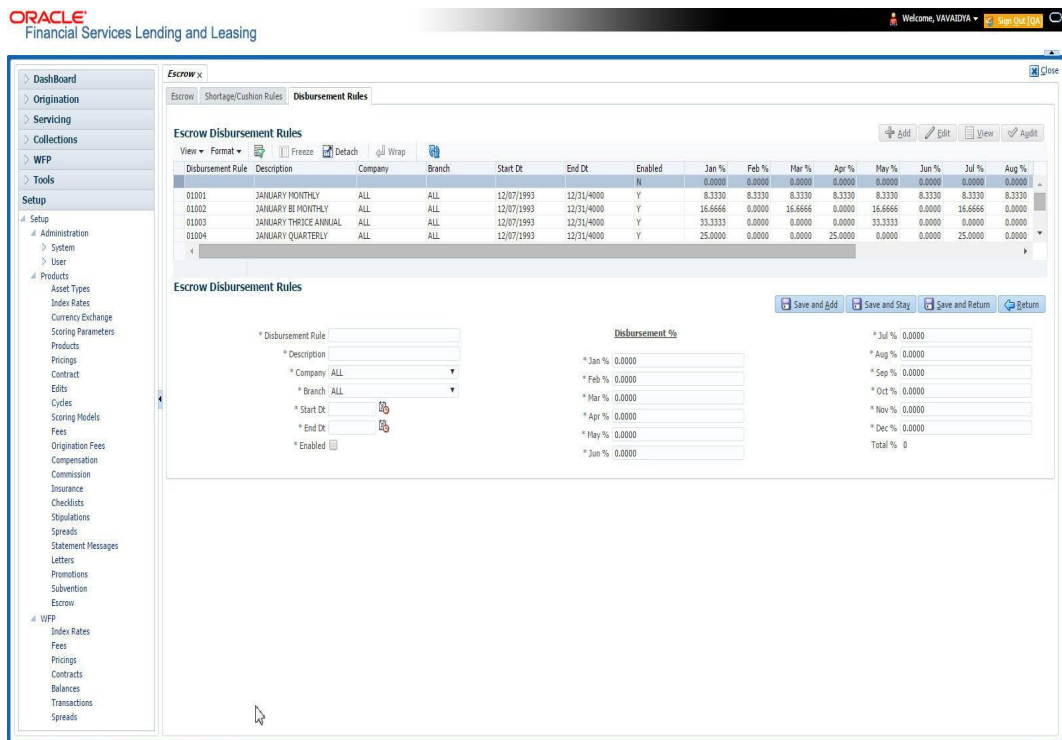 ORACLE
Financial Services Lending and Leasing
Welcome, VAVAIDYA
Sign Out [QA
Close
DashBoard
Origination
Servicing
Collections
WFP
Tools
Setup
Setup
Administration
System
User
Products
Asset Types
Index Rates
Currency Exchange
Scoring Parameters
Products
Pricings
Contract
Edits
Cycles
Scoring Models
Fees
Origination Fees
Compensation
Commission
Insurance
Checklists
Stipulations
Spreads
Statement Messages
Letters
Promotions
Subvention
Escrow
WFP
Index Rates
Fees
Pricings
Contracts
Balances
Transactions
Spreads
Escrow x
Escrow Shortage/Cushion Rules Disbursement Rules
Escrow Disbursement Rules
Add Edit View Audit
View Format Freeze Detach Wrap
Disbursement Rule Description Company Branch Start Dt End Dt Enabled Jan % Feb % Mar % Apr % May % Jun % Jul % Aug %
N 0.0000 0.0000 0.0000 0.0000 0.0000 0.0000 0.0000 0.0000
01001 JANUARY MONTHLY ALL ALL 12/07/1993 12/31/4000 Y 8.3330 8.3330 8.3330 8.3330 8.3330 8.3330 8.3330 8.3330
01002 JANUARY BI MONTHLY ALL ALL 12/07/1993 12/31/4000 Y 16.6666 0.0000 16.6666 0.0000 16.6666 0.0000 16.6666 0.0000
01003 JANUARY THRICE ANNUAL ALL ALL 12/07/1993 12/31/4000 Y 33.3333 0.0000 0.0000 0.0000 33.3333 0.0000 0.0000 0.0000
01004 JANUARY QUARTERLY ALL ALL 12/07/1993 12/31/4000 Y 25.0000 0.0000 0.0000 25.0000 0.0000 0.0000 25.0000 0.0000
Escrow Disbursement Rules
Save and Add Save and Stay Save and Return Return
* Disbursement Rule
* Description
* Company ALL
* Branch ALL
* Start Dt
* End Dt
* Enabled
Disbursement %
* Jan % 0.0000
* Feb % 0.0000
* Mar % 0.0000
* Apr % 0.0000
* May % 0.0000
* Jun % 0.0000
* Jul % 0.0000
* Aug % 0.0000
* Sep % 0.0000
* Oct % 0.0000
* Nov % 0.0000
* Dec % 0.0000
Total % 0